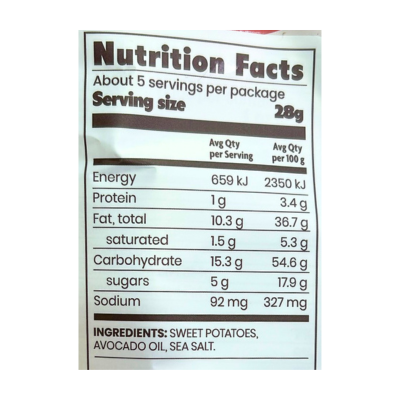 Nutrition Facts
About 5 servings per package
Serving size 28g
Avg Qty per Serving Avg Qty per 100 g
Energy 659 kJ 2350 kJ
Protein 1 g 3.4 g
Fat, total 10.3 g 36.7 g
saturated 1.5 g 5.3 g
Carbohydrate 15.3 g 54.6 g
sugars 5 g 17.9 g
Sodium 92 mg 327 mg
INGREDIENTS: SWEET POTATOES,
AVOCADO OIL, SEA SALT.